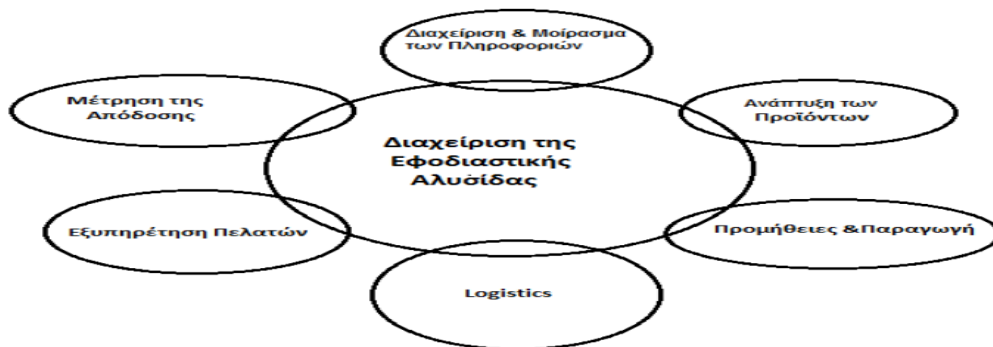 Διαχείριση & Μοίρασμα
των Πληροφοριών
Μέτρηση της
Απόδοσης
Ανάπτυξη των
Προϊόντων
Διαχείριση της
Εφοδιαστικής
Αλυσίδας
Εξυπηρέτηση Πελατών
Προμήθειες &Παραγωγή
Logistics